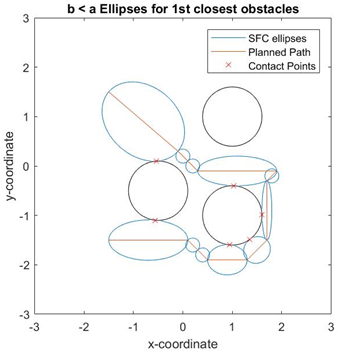 b < a Ellipses for 1st closest obstacles
SFC ellipses
Planned Path
Contact Points
y-coordinate
3
2
1
0
-1
-2
-3
-3 -2 -1 0 1 2 3
x-coordinate